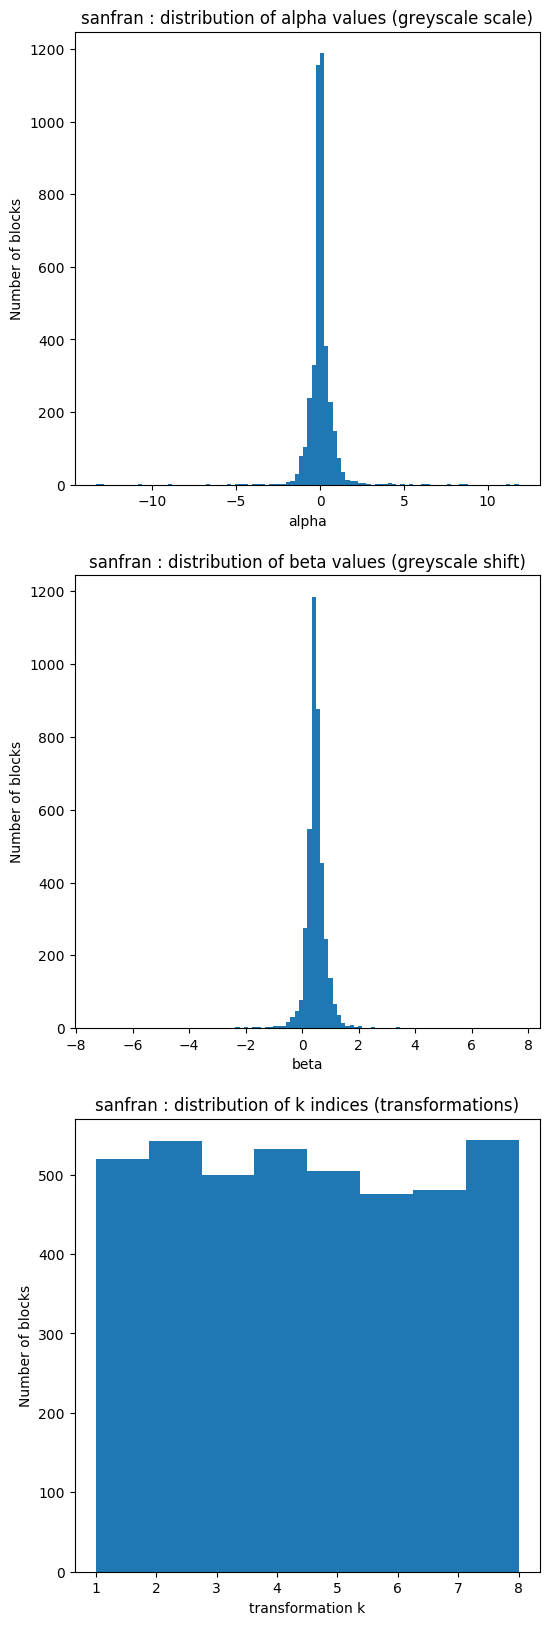 sanfran : distribution of alpha values (greyscale scale)
1200
1000
800
600
400
200
0
Number of blocks
−10 −5 0 5 10
alpha
sanfran : distribution of beta values (greyscale shift)
1200
1000
800
600
400
200
0
Number of blocks
−8 −6 −4 −2 0 2 4 6 8
beta
sanfran : distribution of k indices (transformations)
500
400
300
200
100
0
Number of blocks
1 2 3 4 5 6 7 8
transformation k